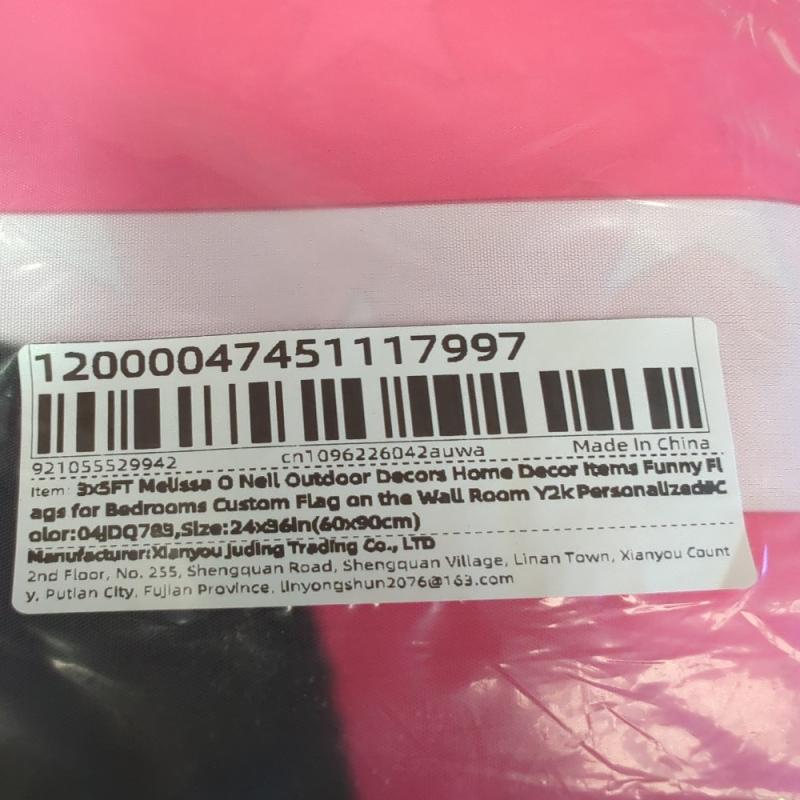 12000047451117997
921055529942 cn1096226042auwa Made In China
Item: 3x5FT Melissa O Neil Outdoor Decors Home Decor Items Funny Fl
ags for Bedrooms Custom Flag on the Wall Room Y2k Personalized#C
olor:04JDQ789,Size:24x36in(60x90cm)
Manufacturer:Xianyou Juding Trading Co., LTD
2nd Floor, No. 255, Shengquan Road, Shengquan Village, Linan Town, Xianyou Count
y, Putian City, Fujian Province. linyongshun2076@163.com